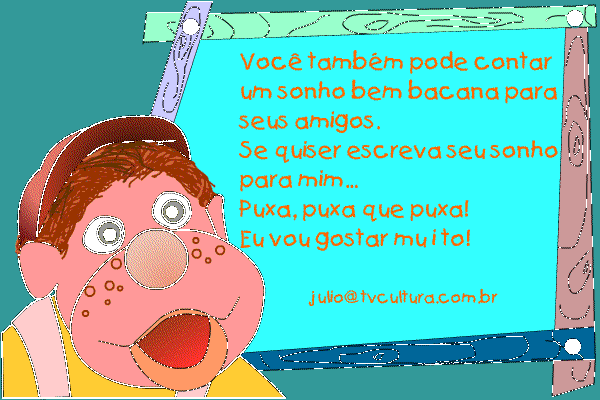 Você também pode contar
um sonho bem bacana para
seus amigos.
Se quiser escreva seu sonho
para mim...
Puxa, puxa que puxa!
Eu vou gostar muito!
julio@tvcultura.com.br